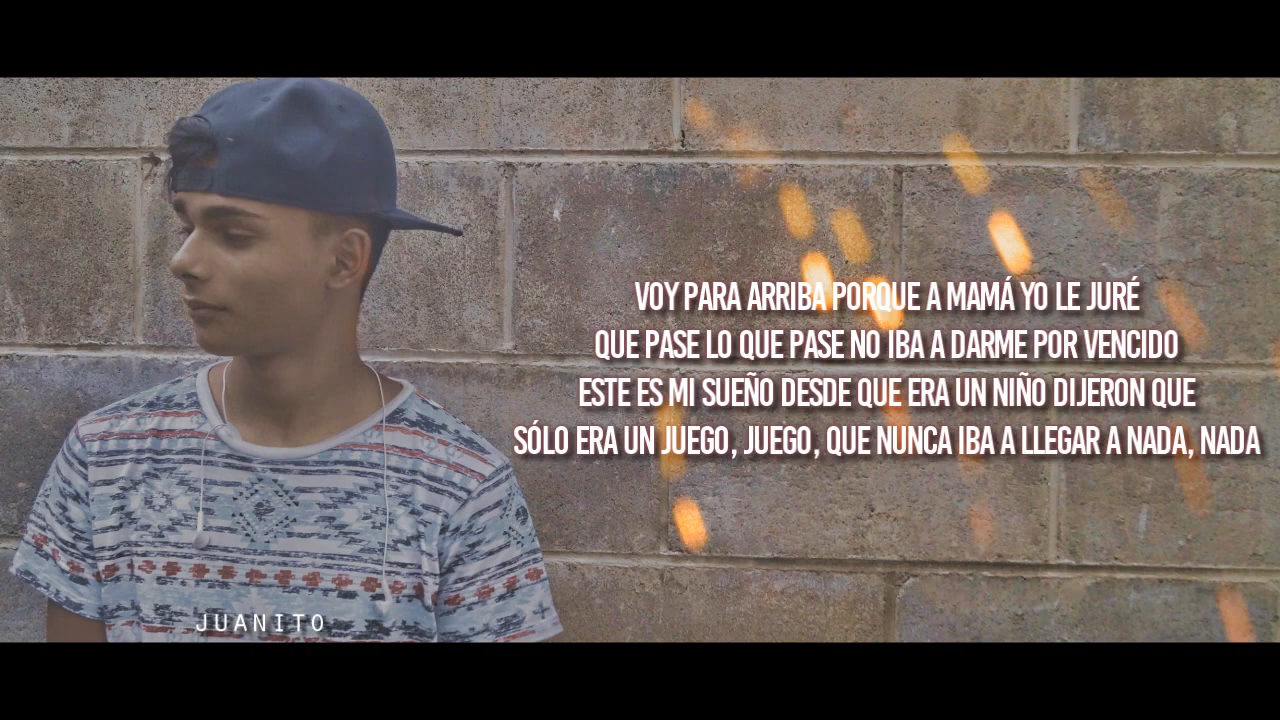 VOY PARA ARRIBA PORQUE A MAMÁ YO LE JURÉ
QUE PASE LO QUE PASE NO IBA A DARME POR VENCIDO
ESTE ES MI SUEÑO DESDE QUE ERA UN NIÑO DIJERON QUE
SÓLO ERA UN JUEGO, JUEGO, QUE NUNCA IBA A LLEGAR A NADA, NADA
JUANITO